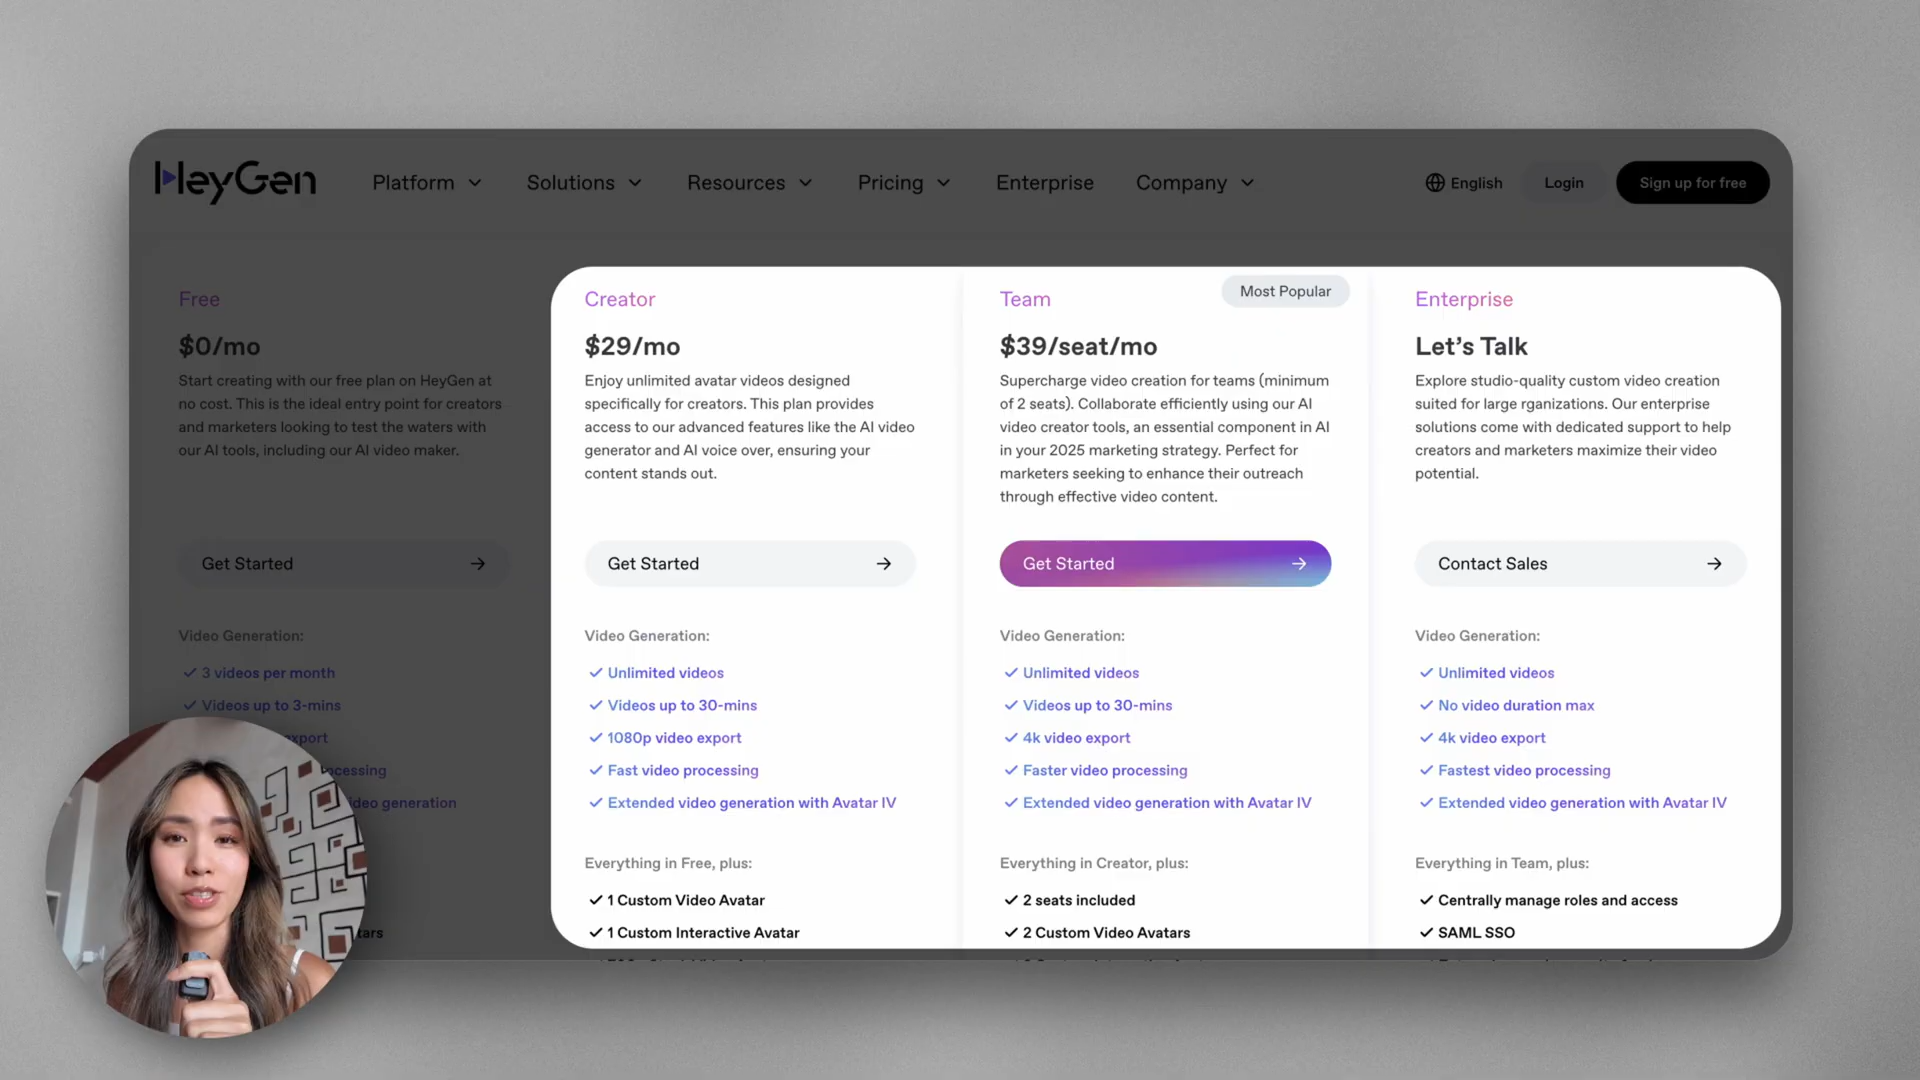 HeyGen
Platform
Solutions
Resources
Pricing
Enterprise
Company
English
Login
Sign up for free
Free
$0/mo
Start creating with our free plan on HeyGen at
no cost. This is the ideal entry point for creators
and marketers looking to test the waters with
our AI tools, including our AI video maker.
Get Started
Video Generation:
3 videos per month
Videos up to 3-mins
export
ideo generation
Creator
$29/mo
Enjoy unlimited avatar videos designed
specifically for creators. This plan provides
access to our advanced features like the AI video
generator and AI voice over, ensuring your
content stands out.
Get Started
Video Generation:
Unlimited videos
Videos up to 30-mins
1080p video export
Fast video processing
Extended video generation with Avatar IV
Everything in Free, plus:
1 Custom Video Avatar
1 Custom Interactive Avatar
Team
Most Popular
$39/seat/mo
Supercharge video creation for teams (minimum
of 2 seats). Collaborate efficiently using our AI
video creator tools, an essential component in AI
in your 2025 marketing strategy. Perfect for
marketers seeking to enhance their outreach
through effective video content.
Get Started
Video Generation:
Unlimited videos
Videos up to 30-mins
4k video export
Faster video processing
Extended video generation with Avatar IV
Everything in Creator, plus:
2 seats included
2 Custom Video Avatars
Enterprise
Let's Talk
Explore studio-quality custom video creation
suited for large rganizations. Our enterprise
solutions come with dedicated support to help
creators and marketers maximize their video
potential.
Contact Sales
Video Generation:
Unlimited videos
No video duration max
4k video export
Fastest video processing
Extended video generation with Avatar IV
Everything in Team, plus:
Centrally manage roles and access
SAML SSO